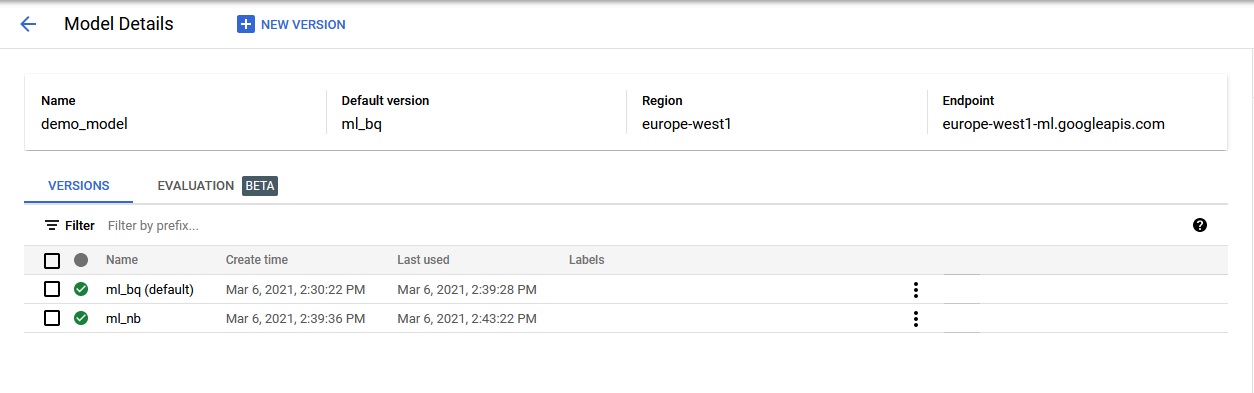 Model Details NEW VERSION
Name Default version Region Endpoint
demo_model ml_bq europe-west1 europe-west1-ml.googleapis.com
VERSIONS EVALUATION BETA
Filter Filter by prefix... ?
Name Create time Last used Labels
ml_bq (default) Mar 6, 2021, 2:30:22 PM Mar 6, 2021, 2:39:28 PM
ml_nb Mar 6, 2021, 2:39:36 PM Mar 6, 2021, 2:43:22 PM